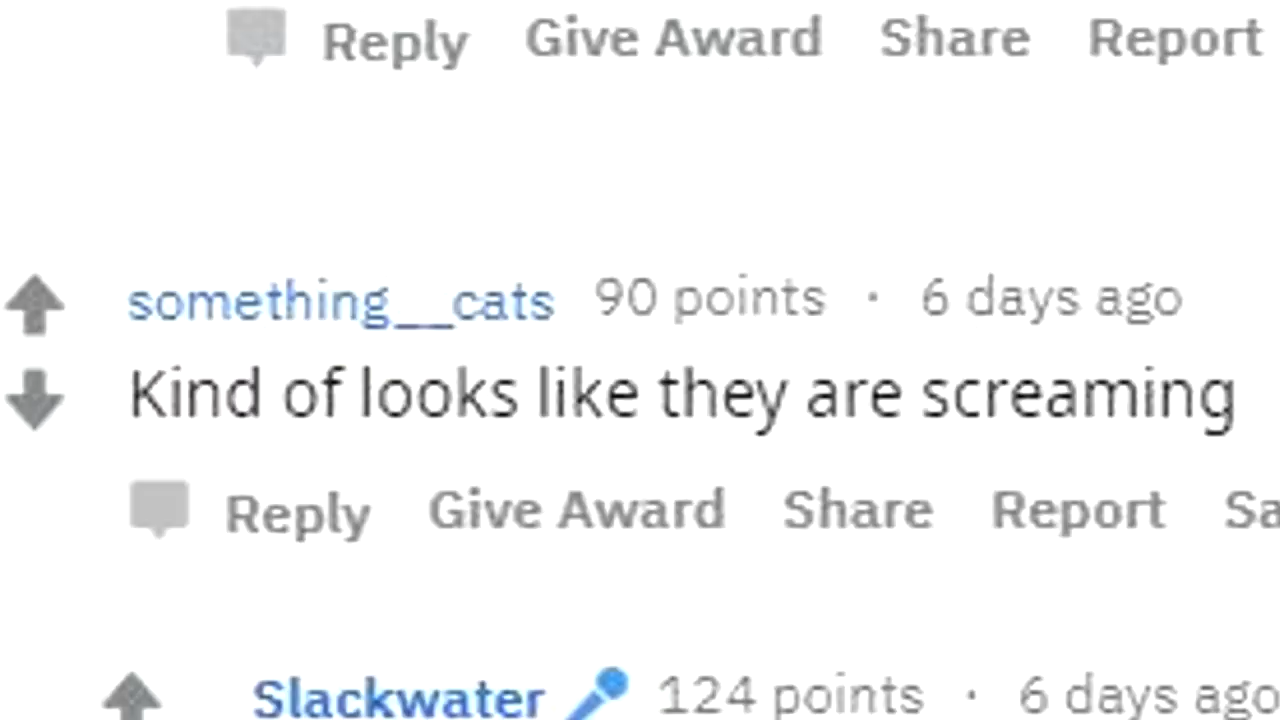 Reply Give Award Share Report
something__cats 90 points · 6 days ago
Kind of looks like they are screaming
Reply Give Award Share Report Sa
Slackwater 124 points · 6 days ago